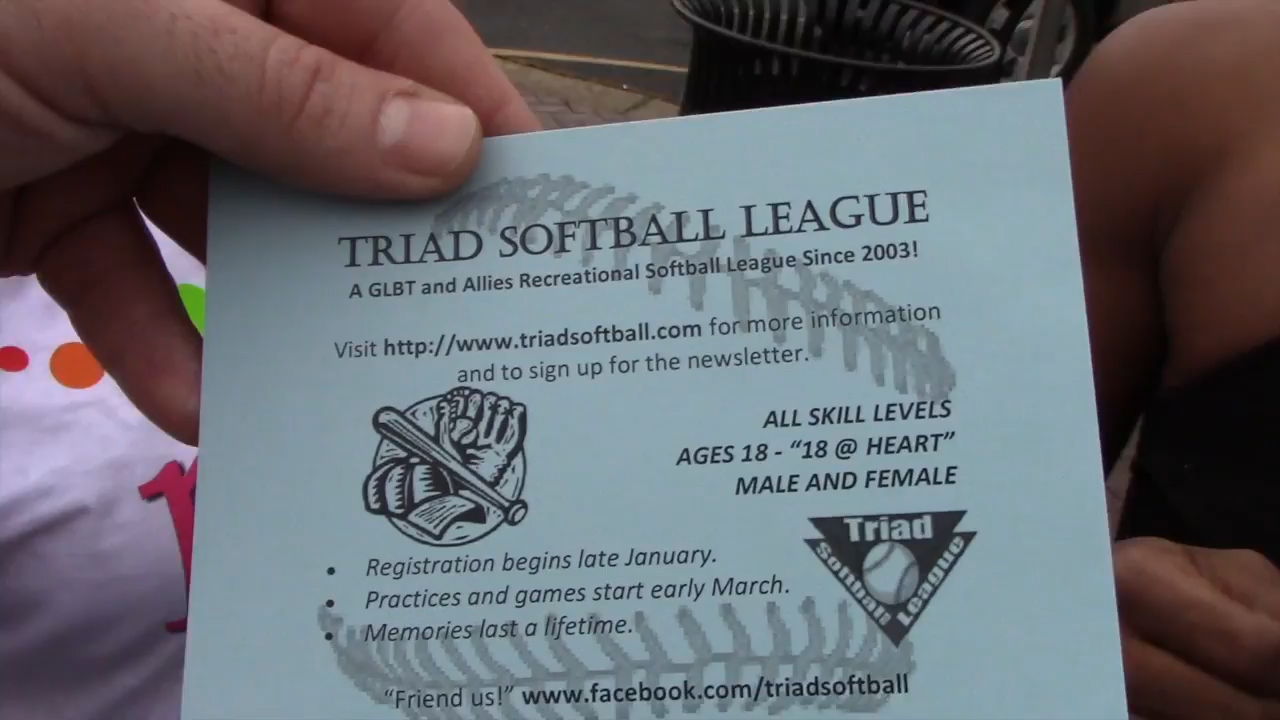 TRIAD SOFTBALL LEAGUE
A GLBT and Allies Recreational Softball League Since 2003!
Visit http://www.triadsoftball.com for more information
and to sign up for the newsletter.
ALL SKILL LEVELS
AGES 18 - “18 @ HEART”
MALE AND FEMALE
Triad
Softball
League
• Registration begins late January.
• Practices and games start early March.
• Memories last a lifetime.
“Friend us!” www.facebook.com/triadsoftball